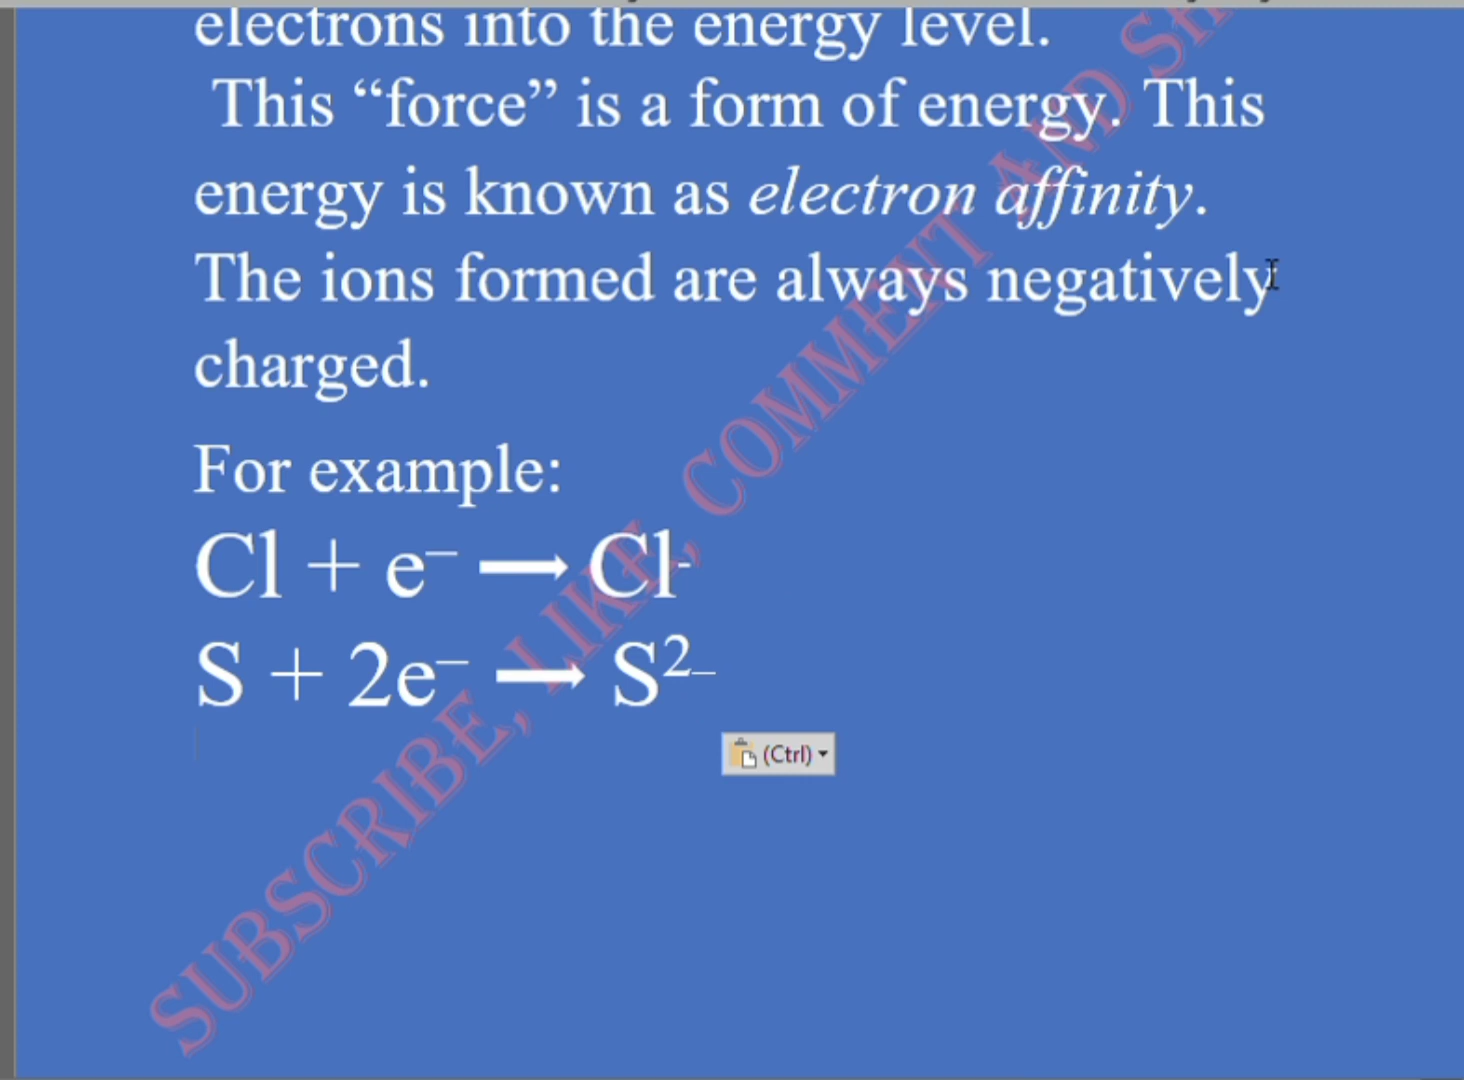 electrons into the energy level.
This “force” is a form of energy. This
energy is known as electron affinity.
The ions formed are always negatively
charged.
For example:
Cl + e⁻ ⟶ Cl⁻
S + 2e⁻ ⟶ S²⁻
(Ctrl)
SUBSCRIBE, LIKE, COMMENT AND